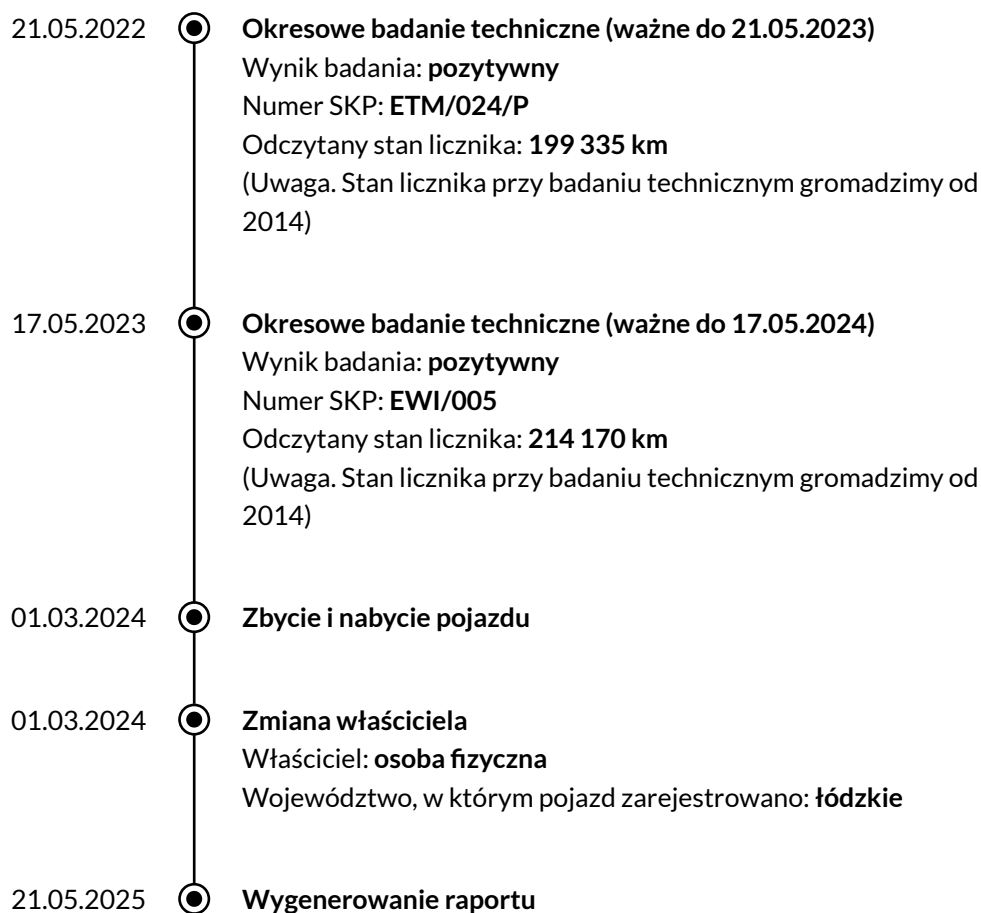 21.05.2022 Okresowe badanie techniczne (ważne do 21.05.2023)
Wynik badania: pozytywny
Numer SKP: ETM/024/P
Odczytany stan licznika: 199 335 km
(Uwaga. Stan licznika przy badaniu technicznym gromadzimy od
2014)
17.05.2023 Okresowe badanie techniczne (ważne do 17.05.2024)
Wynik badania: pozytywny
Numer SKP: EWI/005
Odczytany stan licznika: 214 170 km
(Uwaga. Stan licznika przy badaniu technicznym gromadzimy od
2014)
01.03.2024 Zbycie i nabycie pojazdu
01.03.2024 Zmiana właściciela
Właściciel: osoba fizyczna
Województwo, w którym pojazd zarejestrowano: łódzkie
21.05.2025 Wygenerowanie raportu